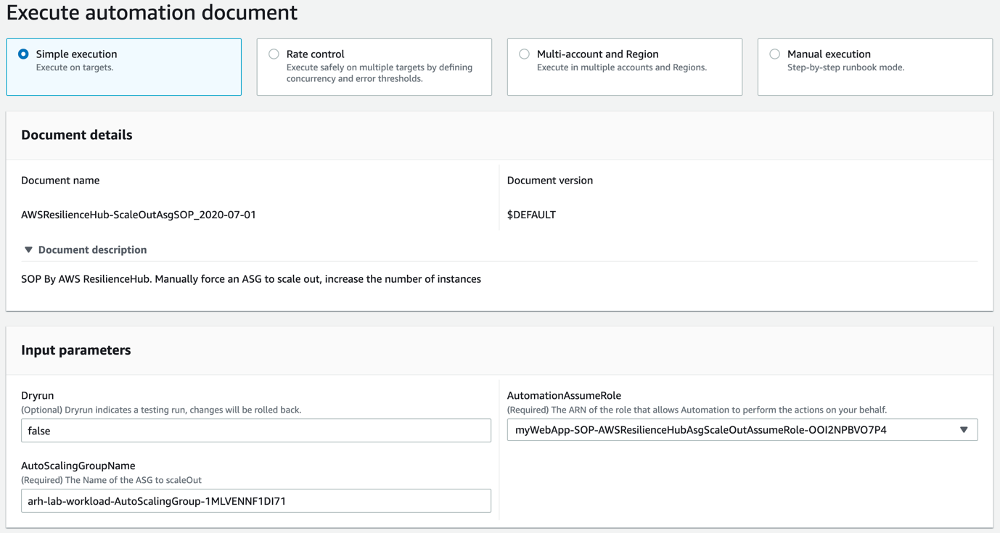 Execute automation document
Simple execution
Execute on targets.
Rate control
Execute safely on multiple targets by defining
concurrency and error thresholds.
Multi-account and Region
Execute in multiple accounts and Regions.
Manual execution
Step-by-step runbook mode.
Document details
Document name
AWSResilienceHub-ScaleOutAsgSOP_2020-07-01
Document version
$DEFAULT
Document description
SOP By AWS ResilienceHub. Manually force an ASG to scale out, increase the number of instances
Input parameters
Dryrun
(Optional) Dryrun indicates a testing run, changes will be rolled back.
false
AutomationAssumeRole
(Required) The ARN of the role that allows Automation to perform the actions on your behalf.
myWebApp-SOP-AWSResilienceHubAsgScaleOutAssumeRole-OOI2NPBVO7P4
AutoScalingGroupName
(Required) The Name of the ASG to scaleOut
arh-lab-workload-AutoScalingGroup-1MLVENNF1DI71